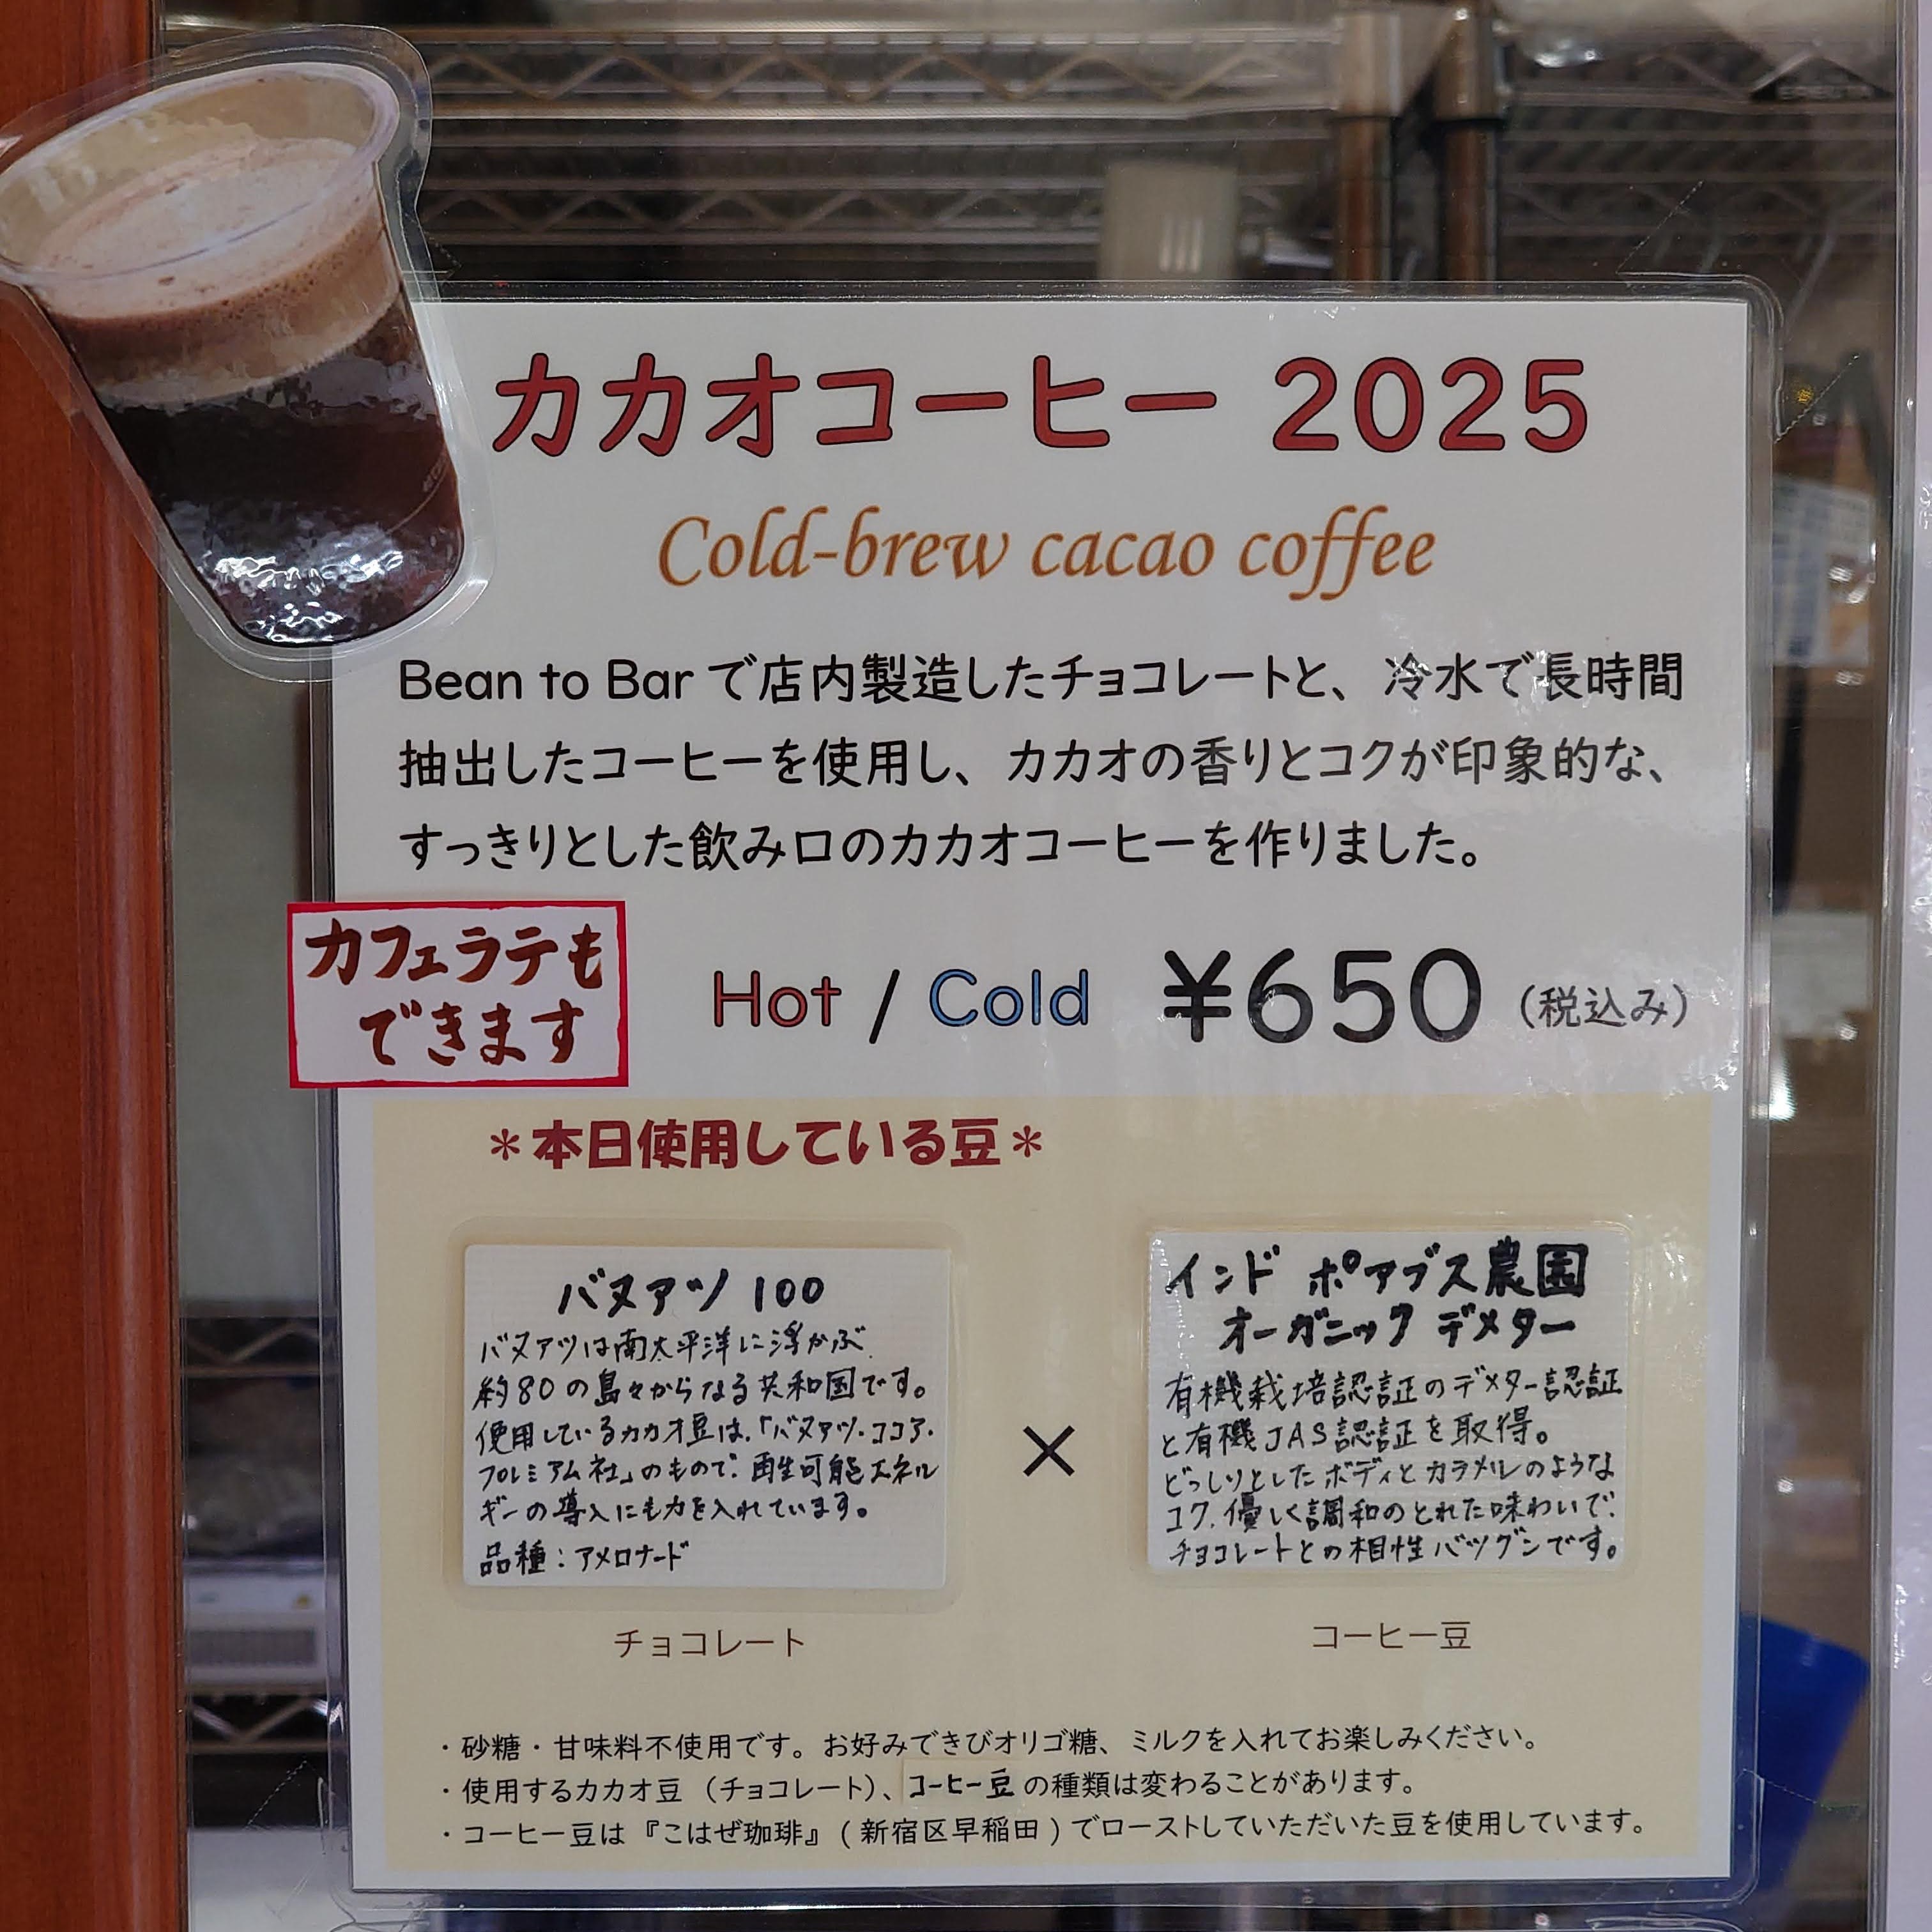 カカオコーヒー 2025
Cold-brew cacao coffee
Bean to Bar で店内製造したチョコレートと、冷水で長時間
抽出したコーヒーを使用し、カカオの香りとコクが印象的な、
すっきりとした飲み口のカカオコーヒーを作りました。
カフェラテも
できます
Hot / Cold ¥650 (税込み)
＊本日使用している豆＊
バヌアツ 100
バヌアツは南太平洋に浮かぶ
約80の島々からなる共和国です。
使用しているカカオ豆は、「バヌアツ・ココア・
プレミアム社」のもので、再生可能エネル
ギーの導入にも力を入れています。
品種：アメロナード
チョコレート
×
インド ポアブス農園
オーガニック デメター
有機栽培認証のデメター認証
と有機JAS認証を取得。
どっしりとしたボディとカラメルのような
コク、優しく調和のとれた味わいで、
チョコレートとの相性バツグンです。
コーヒー豆
・砂糖・甘味料不使用です。お好みできびオリゴ糖、ミルクを入れてお楽しみください。
・使用するカカオ豆（チョコレート）、コーヒー豆の種類は変わることがあります。
・コーヒー豆は『こはぜ珈琲』(新宿区早稲田)でローストしていただいた豆を使用しています。